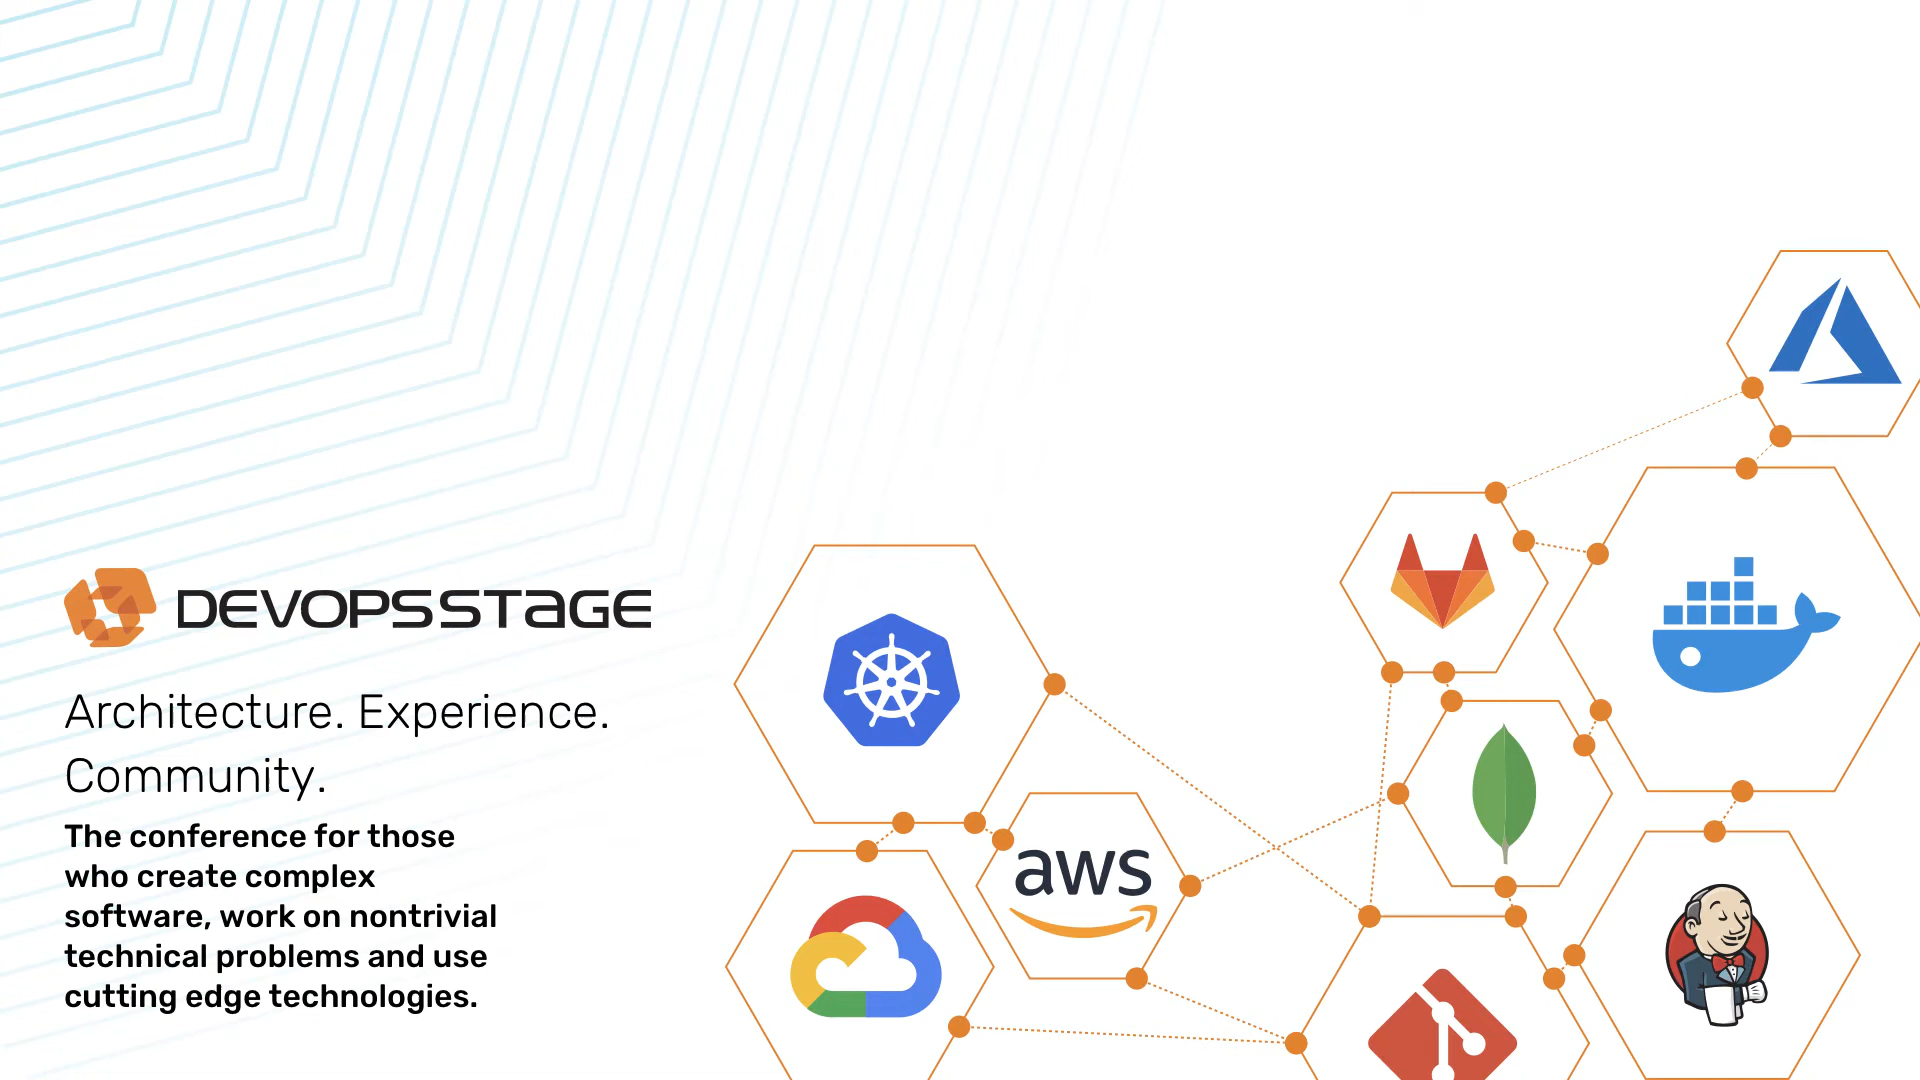 DEVOPSSTAGE
Architecture. Experience.
Community.
The conference for those
who create complex
software, work on nontrivial
technical problems and use
cutting edge technologies.
aws